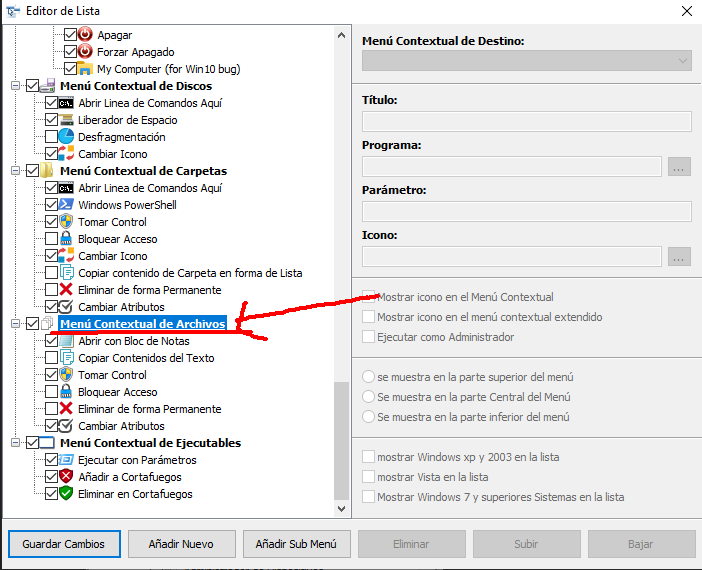 Editor de Lista
Apagar
Forzar Apagado
My Computer (for Win10 bug)
Menú Contextual de Discos
Abrir Linea de Comandos Aquí
Liberador de Espacio
Desfragmentación
Cambiar Icono
Menú Contextual de Carpetas
Abrir Linea de Comandos Aquí
Windows PowerShell
Tomar Control
Bloquear Acceso
Cambiar Icono
Copiar contenido de Carpeta en forma de Lista
Eliminar de forma Permanente
Cambiar Atributos
Menú Contextual de Archivos
Abrir con Bloc de Notas
Copiar Contenidos del Texto
Tomar Control
Bloquear Acceso
Eliminar de forma Permanente
Cambiar Atributos
Menú Contextual de Ejecutables
Ejecutar con Parámetros
Añadir a Cortafuegos
Eliminar en Cortafuegos
Menú Contextual de Destino:
Título:
Programa:
...
Parámetro:
Icono:
...
Mostrar icono en el Menú Contextual
Mostrar icono en el menú contextual extendido
Ejecutar como Administrador
se muestra en la parte superior del menú
Se muestra en la parte Central del Menú
Se muestra en la parte inferior del menú
mostrar Windows xp y 2003 en la lista
mostrar Vista en la lista
Mostrar Windows 7 y superiores Sistemas en la lista
Guardar Cambios
Añadir Nuevo
Añadir Sub Menú
Eliminar
Subir
Bajar